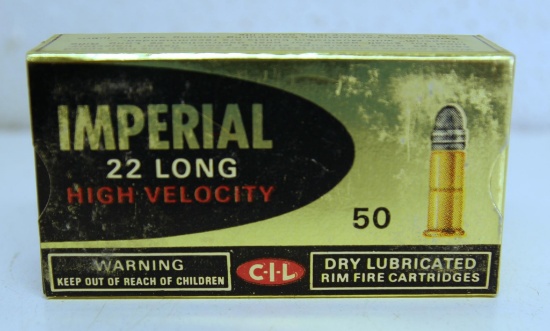 IMPERIAL
22 LONG
HIGH VELOCITY
50
WARNING
KEEP OUT OF REACH OF CHILDREN
C-I-L
DRY LUBRICATED
RIM FIRE CARTRIDGES